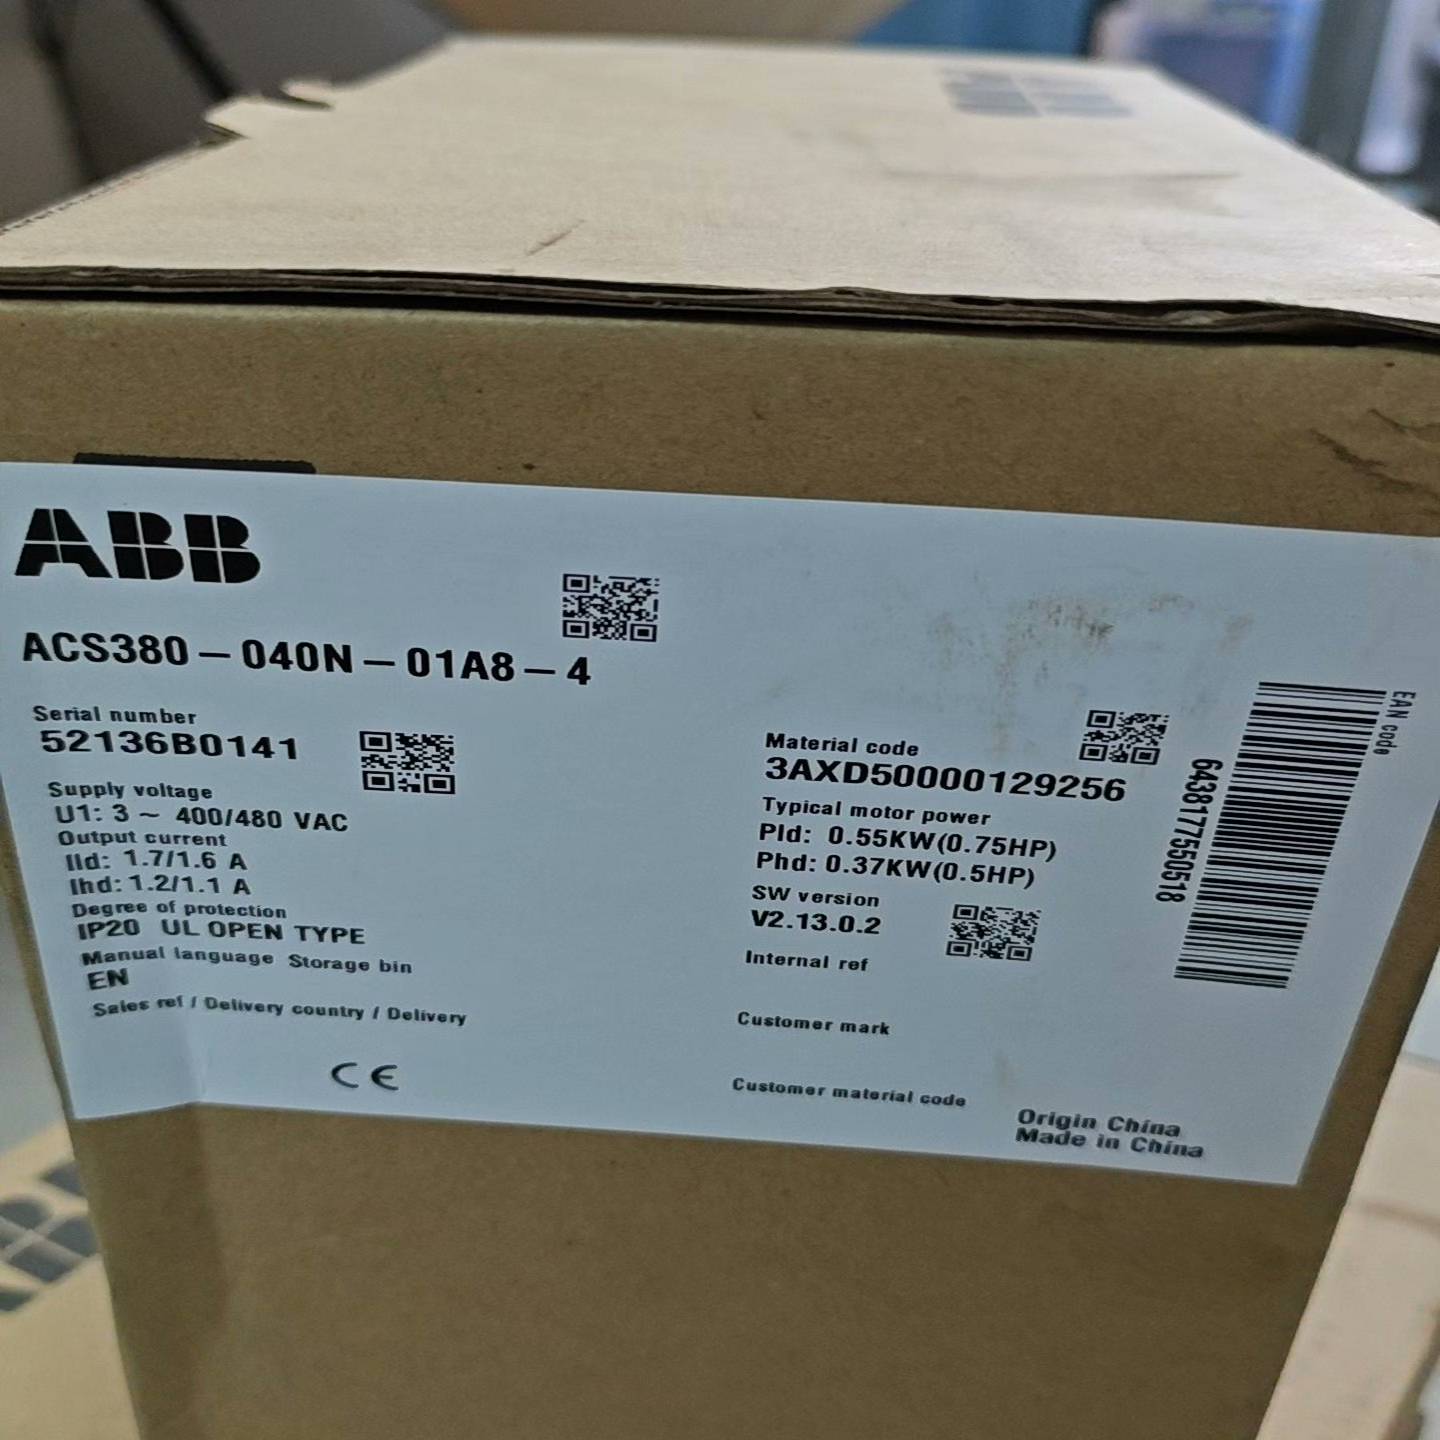 ABB
ACS380-040N-01A8-4
Serial number
52136B0141
Supply voltage
U1: 3 ~ 400/480 VAC
Output current
Ild: 1.7/1.6 A
Ihd: 1.2/1.1 A
Degree of protection
IP20 UL OPEN TYPE
Manual language Storage bin
EN
Sales ref / Delivery country / Delivery
CE
Material code
3AXD50000129256
Typical motor power
Pld: 0.55KW(0.75HP)
Phd: 0.37KW(0.5HP)
SW version
V2.13.0.2
Internal ref
Customer mark
Customer material code
Origin China
Made in China
EAN code
6438177550518